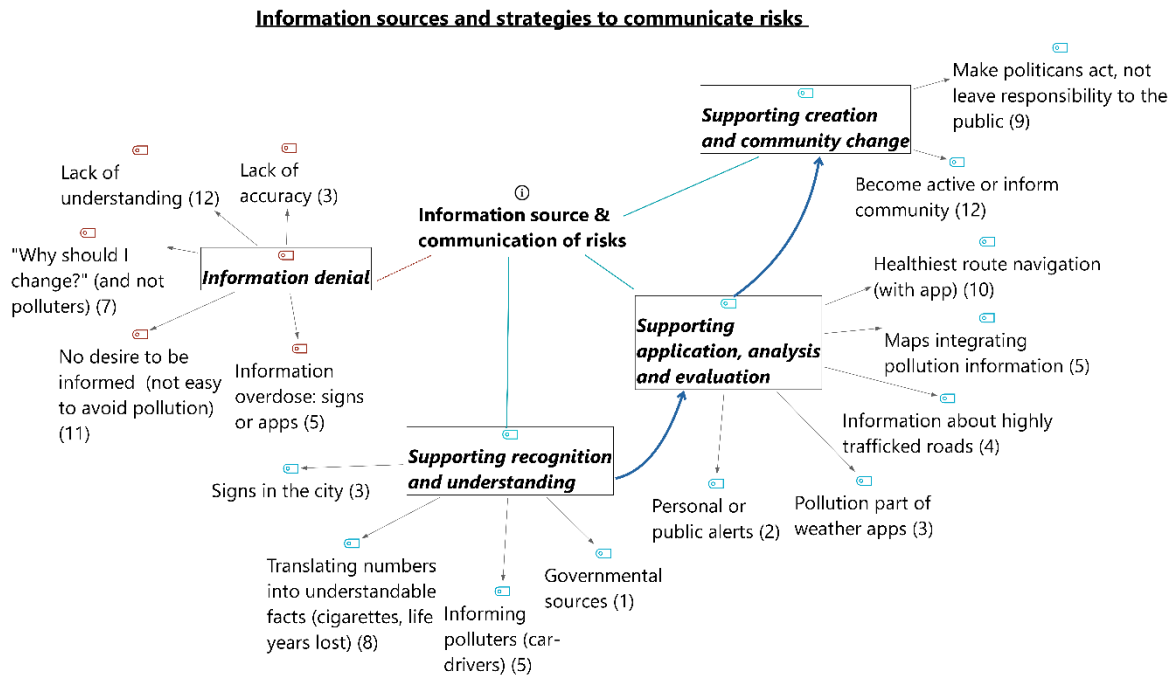 Information sources and strategies to communicate risks
Make politicians act, not
leave responsibility to the
public (9)
Supporting creation
and community change
Become active or inform
community (12)
Lack of
understanding (12)
Lack of
accuracy (3)
"Why should I
change?" (and not
polluters) (7)
Information denial
No desire to be
informed  (not easy
to avoid pollution)
(11)
Information
overdose: signs
or apps (5)
Information source &
communication of risks
Healthiest route navigation
(with app) (10)
Supporting
application, analysis
and evaluation
Maps integrating
pollution information (5)
Information about highly
trafficked roads (4)
Personal or
public alerts (2)
Pollution part of
weather apps (3)
Supporting recognition
and understanding
Signs in the city (3)
Translating numbers
into understandable
facts (cigarettes, life
years lost) (8)
Informing
polluters (car-
drivers) (5)
Governmental
sources (1)